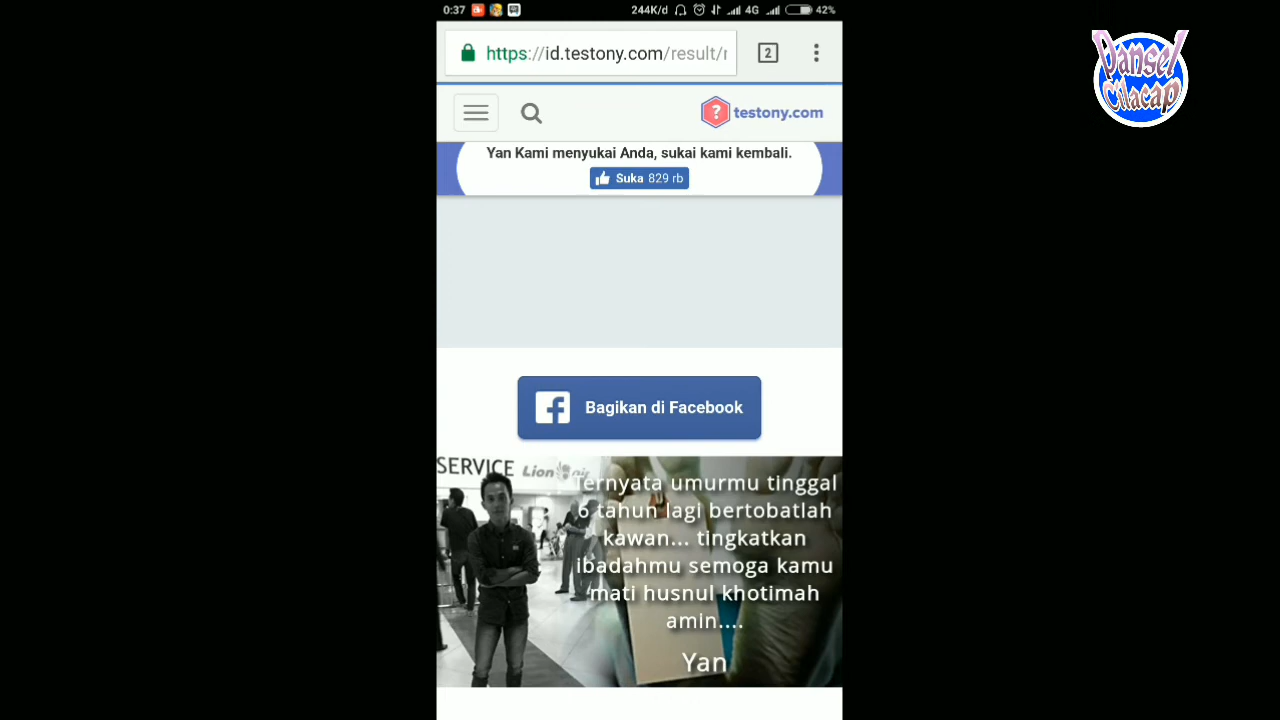 0:37 244K/d 4G 42%
https://id.testony.com/result/r
2
? testony.com
Yan Kami menyukai Anda, sukai kami kembali.
Suka 829 rb
Bagikan di Facebook
SERVICE Lion air
Ternyata umurmu tinggal
6 tahun lagi bertobatlah
kawan... tingkatkan
ibadahmu semoga kamu
mati husnul khotimah
amin....
Yan
Dansel
Cilacap